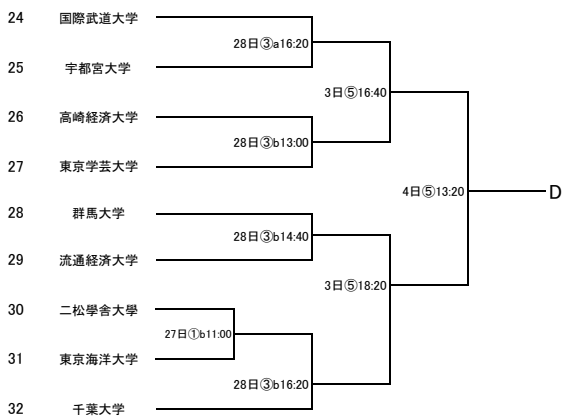 24 国際武道大学
28日③a16:20
25 宇都宮大学
3日⑤16:40
26 高崎経済大学
28日③b13:00
27 東京学芸大学
4日⑤13:20 D
28 群馬大学
28日③b14:40
29 流通経済大学
3日⑤18:20
30 二松學舎大學
27日①b11:00
31 東京海洋大学
28日③b16:20
32 千葉大学